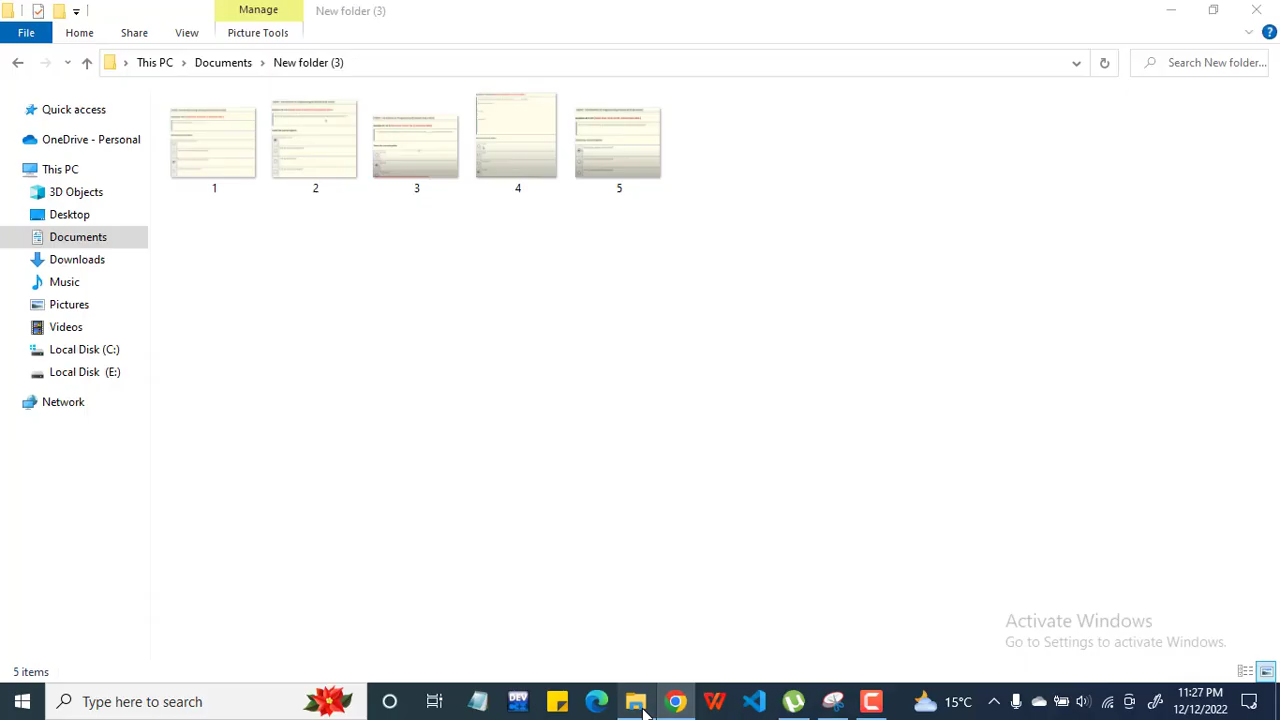 Manage
New folder (3)
File
Home
Share
View
Picture Tools
This PC
Documents
New folder (3)
Search New folder...
Quick access
OneDrive - Personal
This PC
3D Objects
Desktop
Documents
Downloads
Music
Pictures
Videos
Local Disk (C:)
Local Disk (E:)
Network
1
2
3
4
5
Activate Windows
Go to Settings to activate Windows.
5 items
Type here to search
DEV
15°C
11:27 PM
12/12/2022